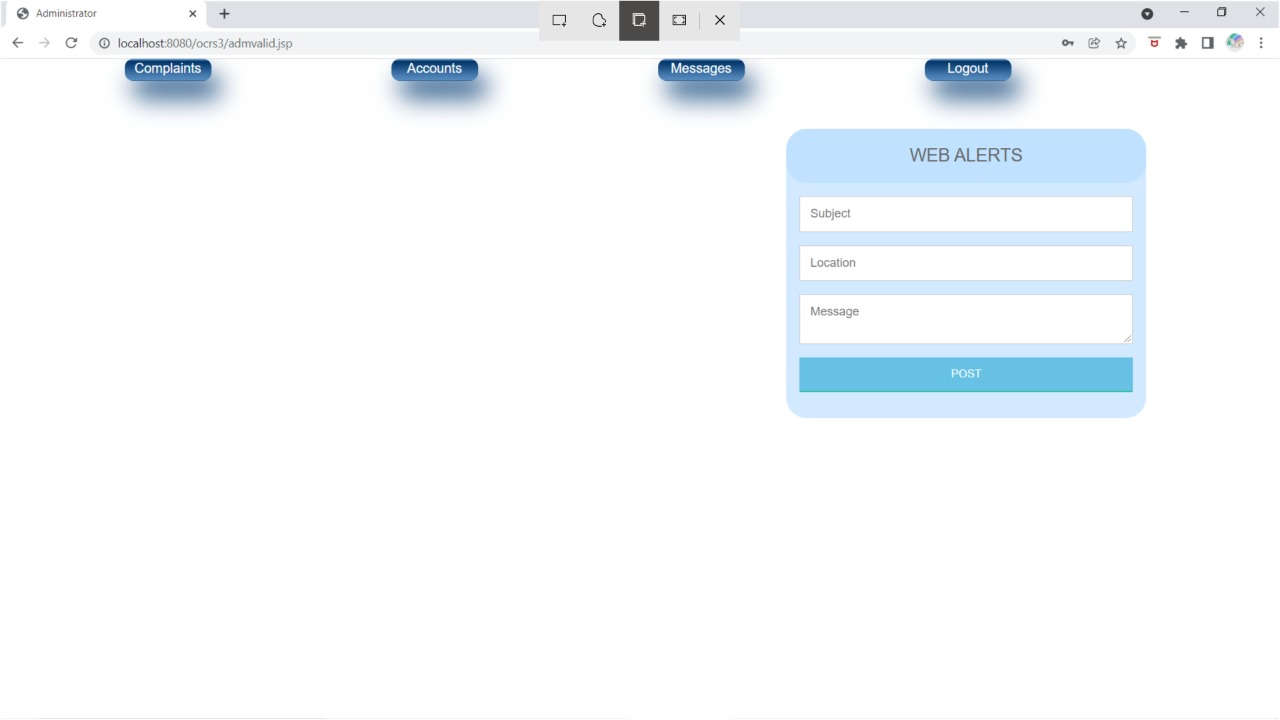 Administrator
localhost:8080/ocrs3/admvalid.jsp
Complaints Accounts Messages Logout
WEB ALERTS
Subject
Location
Message
POST